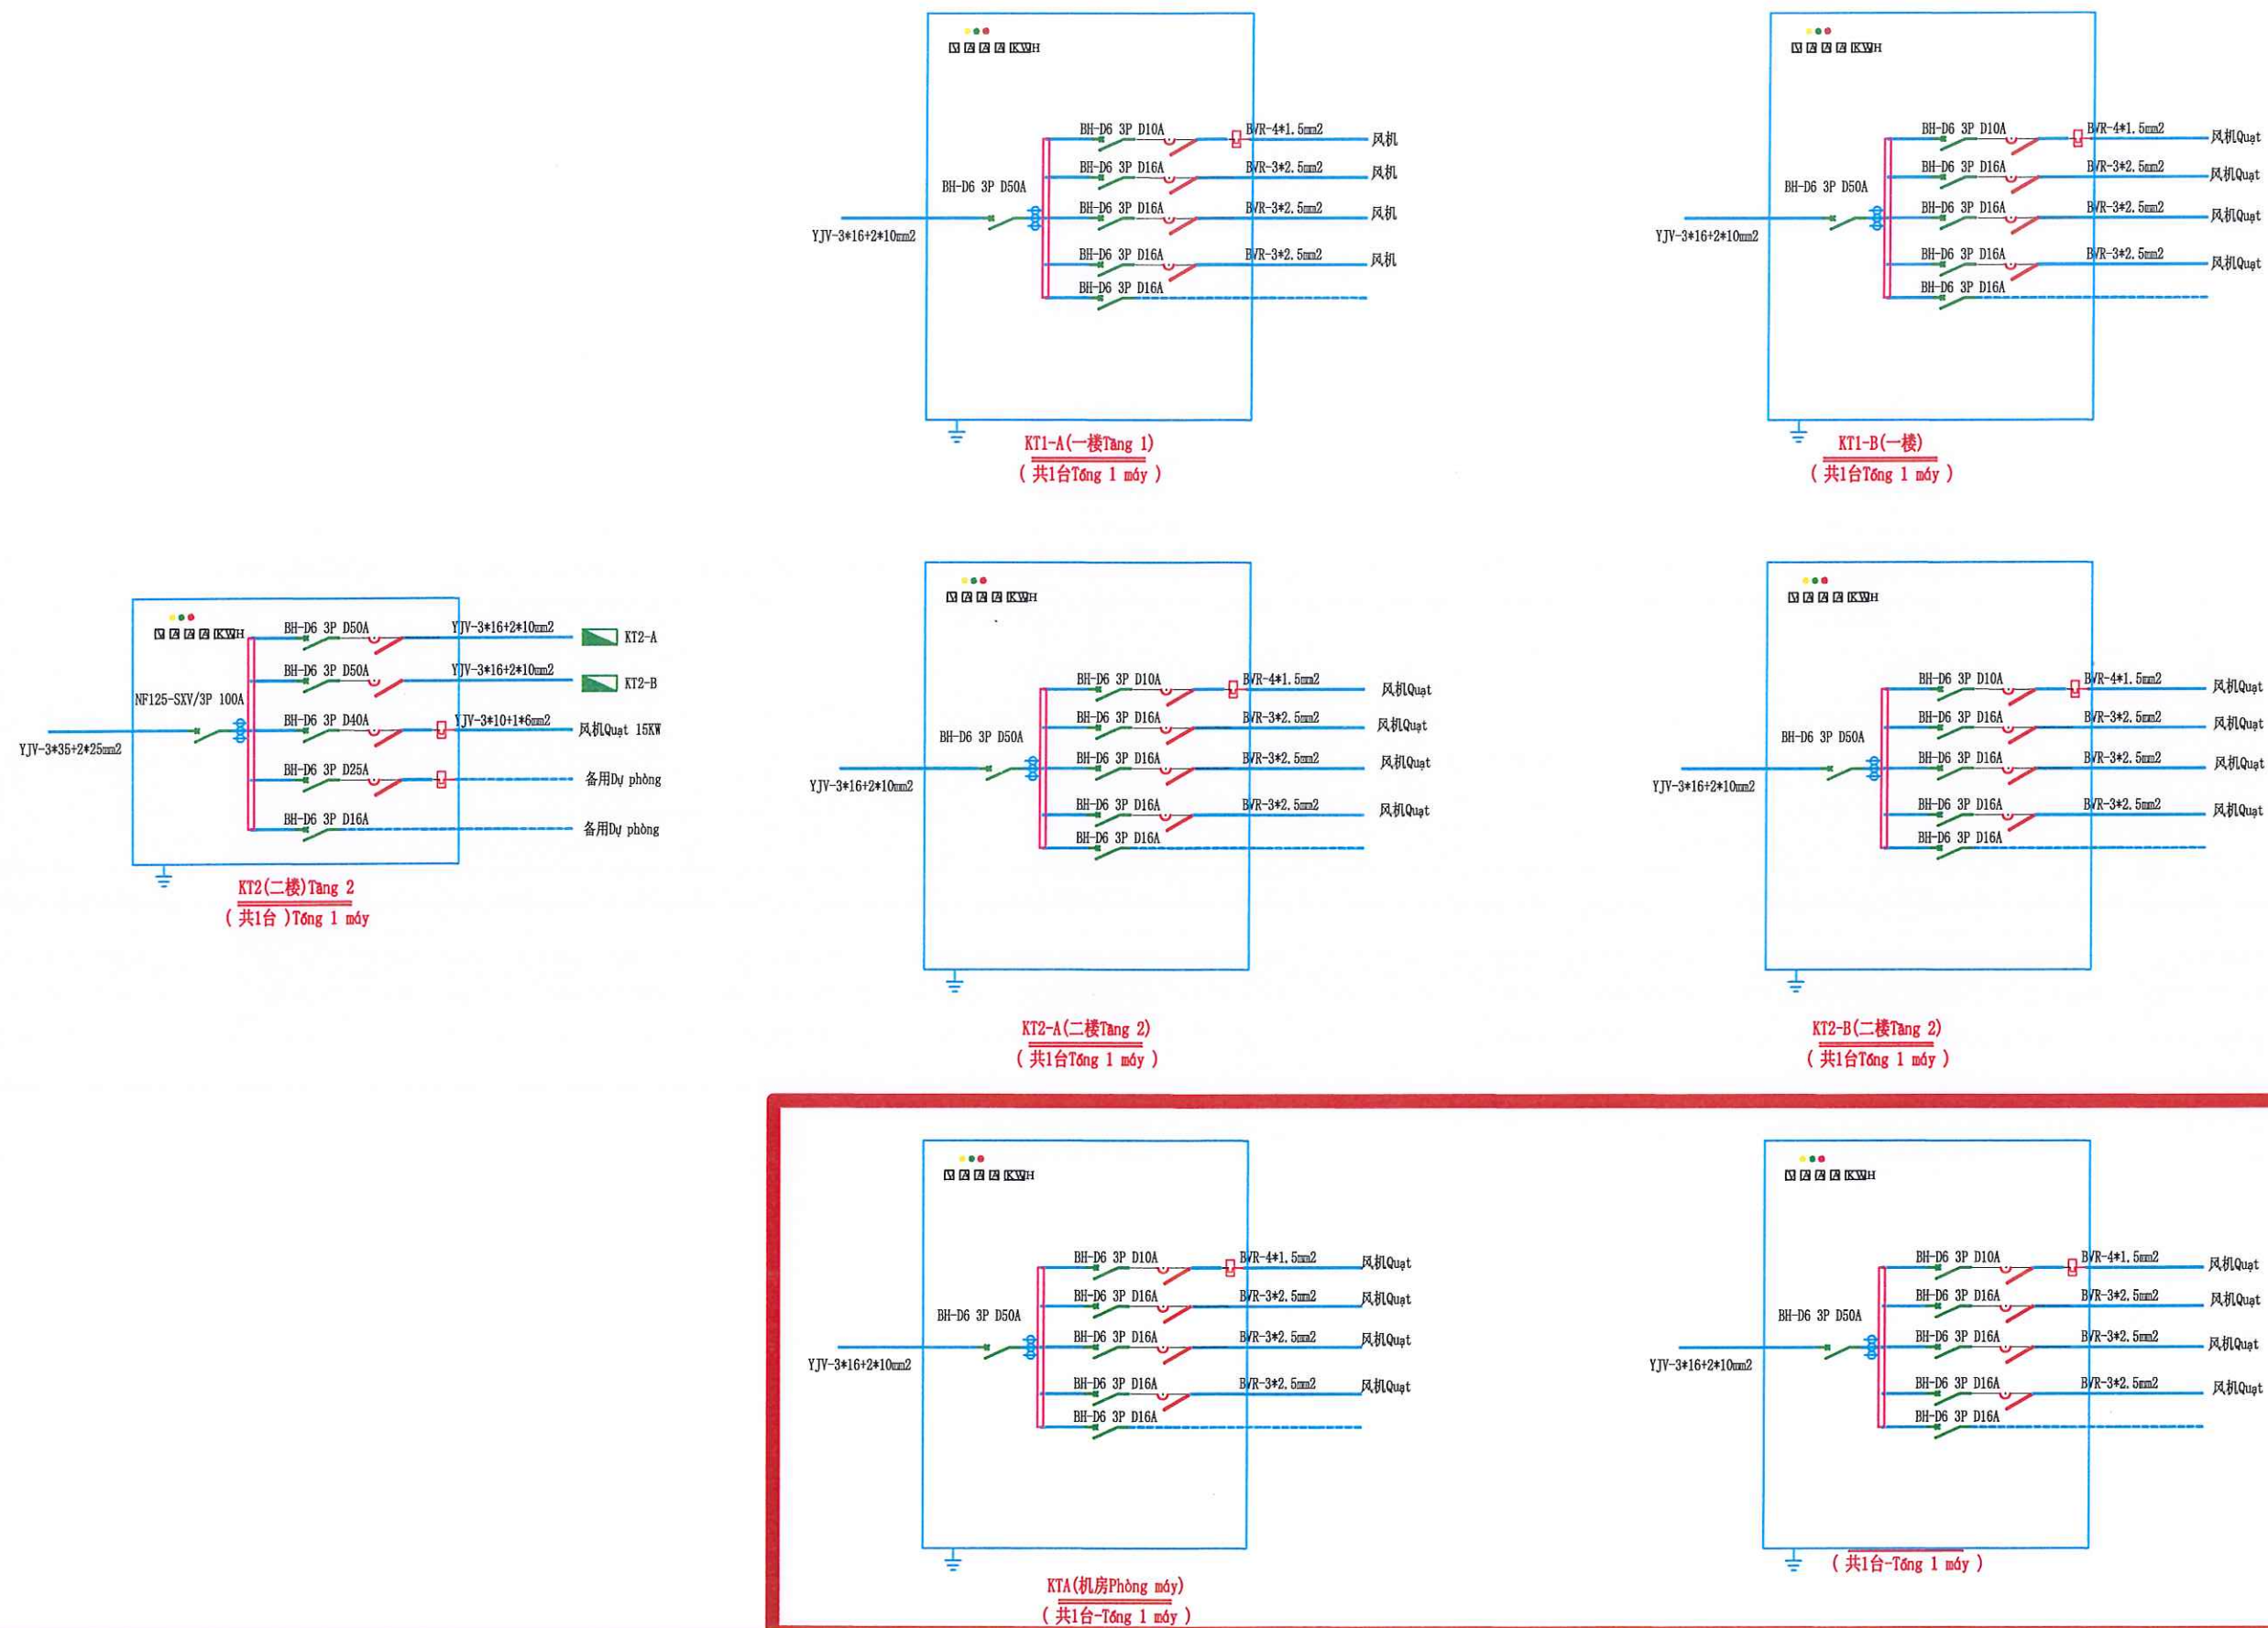 V A A A KWH
BH-D6 3P D10A
BVR-4*1.5mm2
风机
BH-D6 3P D16A
BVR-3*2.5mm2
风机
BH-D6 3P D50A
BH-D6 3P D16A
BVR-3*2.5mm2
风机
YJV-3*16+2*10mm2
BH-D6 3P D16A
BVR-3*2.5mm2
风机
BH-D6 3P D16A
KT1-A(一楼Tầng 1)
( 共1台Tổng 1 máy )
V A A A KWH
BH-D6 3P D10A
BVR-4*1.5mm2
风机Quạt
BH-D6 3P D16A
BVR-3*2.5mm2
风机Quạt
BH-D6 3P D50A
BH-D6 3P D16A
BVR-3*2.5mm2
风机Quạt
YJV-3*16+2*10mm2
BH-D6 3P D16A
BVR-3*2.5mm2
风机Quạt
BH-D6 3P D16A
KT1-B(一楼)
( 共1台Tổng 1 máy )
V A A A KWH
BH-D6 3P D50A
YJV-3*16+2*10mm2
KT2-A
BH-D6 3P D50A
YJV-3*16+2*10mm2
KT2-B
NF125-SXV/3P 100A
BH-D6 3P D40A
YJV-3*10+1*6mm2
风机Quạt 15KW
YJV-3*35+2*25mm2
BH-D6 3P D25A
备用Dự phòng
BH-D6 3P D16A
备用Dự phòng
KT2(二楼)Tầng 2
( 共1台 )Tổng 1 máy
V A A A KWH
BH-D6 3P D10A
BVR-4*1.5mm2
风机Quạt
BH-D6 3P D16A
BVR-3*2.5mm2
风机Quạt
BH-D6 3P D50A
BH-D6 3P D16A
BVR-3*2.5mm2
风机Quạt
YJV-3*16+2*10mm2
BH-D6 3P D16A
BVR-3*2.5mm2
风机Quạt
BH-D6 3P D16A
KT2-A(二楼Tầng 2)
( 共1台Tổng 1 máy )
V A A A KWH
BH-D6 3P D10A
BVR-4*1.5mm2
风机Quạt
BH-D6 3P D16A
BVR-3*2.5mm2
风机Quạt
BH-D6 3P D50A
BH-D6 3P D16A
BVR-3*2.5mm2
风机Quạt
YJV-3*16+2*10mm2
BH-D6 3P D16A
BVR-3*2.5mm2
风机Quạt
BH-D6 3P D16A
KT2-B(二楼Tầng 2)
( 共1台Tổng 1 máy )
V A A A KWH
BH-D6 3P D10A
BVR-4*1.5mm2
风机Quạt
BH-D6 3P D16A
BVR-3*2.5mm2
风机Quạt
BH-D6 3P D50A
BH-D6 3P D16A
BVR-3*2.5mm2
风机Quạt
YJV-3*16+2*10mm2
BH-D6 3P D16A
BVR-3*2.5mm2
风机Quạt
BH-D6 3P D16A
KTA(机房Phòng máy)
( 共1台-Tổng 1 máy )
V A A A KWH
BH-D6 3P D10A
BVR-4*1.5mm2
风机Quạt
BH-D6 3P D16A
BVR-3*2.5mm2
风机Quạt
BH-D6 3P D50A
BH-D6 3P D16A
BVR-3*2.5mm2
风机Quạt
YJV-3*16+2*10mm2
BH-D6 3P D16A
BVR-3*2.5mm2
风机Quạt
BH-D6 3P D16A
( 共1台-Tổng 1 máy )